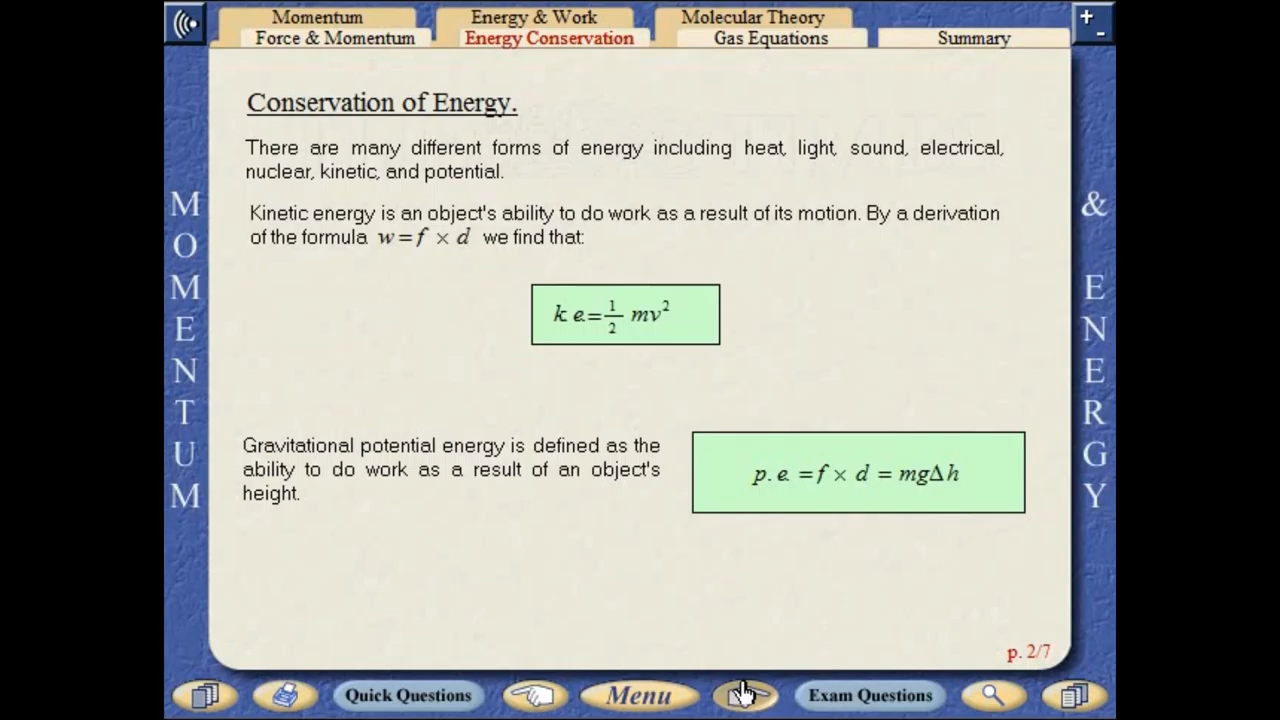 Momentum
Energy & Work
Molecular Theory
+
-
Force & Momentum
Energy Conservation
Gas Equations
Summary
Conservation of Energy.
There are many different forms of energy including heat, light, sound, electrical,
nuclear, kinetic, and potential.
Kinetic energy is an object's ability to do work as a result of its motion. By a derivation
of the formula w = f × d we find that:
k.e.= 1/2 mv²
Gravitational potential energy is defined as the
ability to do work as a result of an object's
height.
p.e. = f × d = mgΔh
MOMENTUM
& ENERGY
p. 2/7
Quick Questions
Menu
Exam Questions